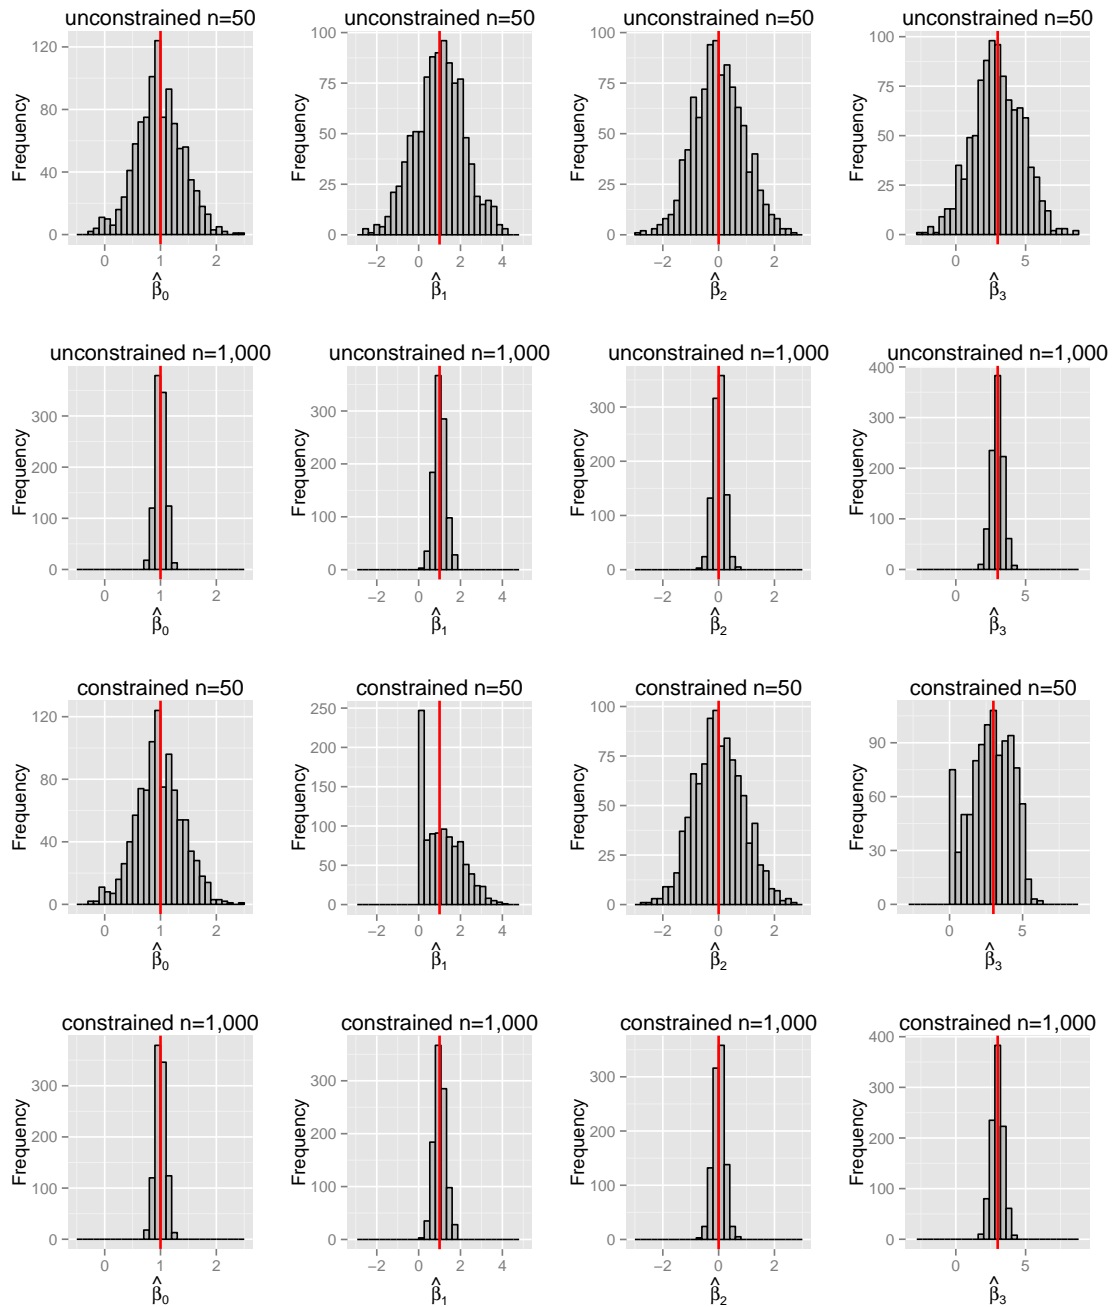 unconstrained n=50
unconstrained n=50
unconstrained n=50
unconstrained n=50
Frequency
0
40
80
120
0
1
2
β̂0
Frequency
0
25
50
75
100
−2
0
2
4
β̂1
Frequency
0
25
50
75
100
−2
0
2
β̂2
Frequency
0
25
50
75
100
0
5
β̂3
unconstrained n=1,000
unconstrained n=1,000
unconstrained n=1,000
unconstrained n=1,000
Frequency
0
100
200
300
0
1
2
β̂0
Frequency
0
100
200
300
−2
0
2
4
β̂1
Frequency
0
100
200
300
−2
0
2
β̂2
Frequency
0
100
200
300
400
0
5
β̂3
constrained n=50
constrained n=50
constrained n=50
constrained n=50
Frequency
0
40
80
120
0
1
2
β̂0
Frequency
0
50
100
150
200
250
−2
0
2
4
β̂1
Frequency
0
25
50
75
100
−2
0
2
β̂2
Frequency
0
30
60
90
0
5
β̂3
constrained n=1,000
constrained n=1,000
constrained n=1,000
constrained n=1,000
Frequency
0
100
200
300
0
1
2
β̂0
Frequency
0
100
200
300
−2
0
2
4
β̂1
Frequency
0
100
200
300
−2
0
2
β̂2
Frequency
0
100
200
300
400
0
5
β̂3